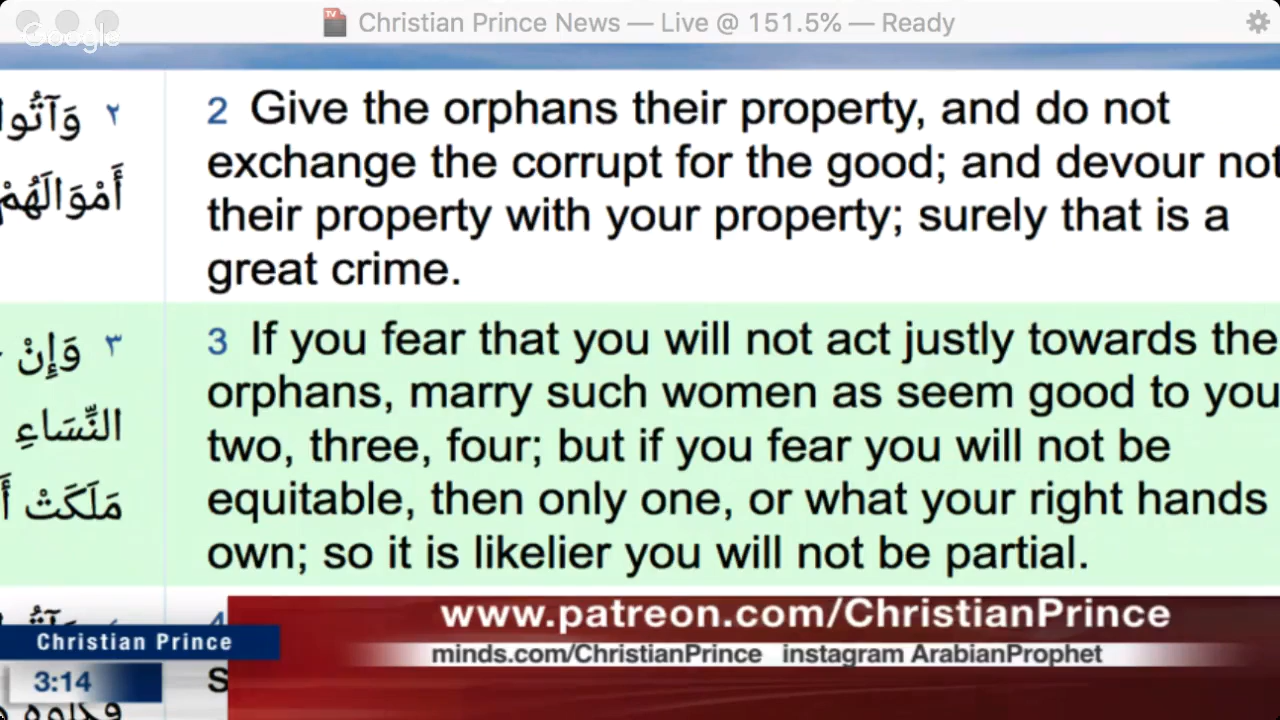 Christian Prince News — Live @ 151.5% — Ready
Google
2 Give the orphans their property, and do not
exchange the corrupt for the good; and devour not
their property with your property; surely that is a
great crime.
٢ وَآتُوا
أَمْوَالَهُمْ
3 If you fear that you will not act justly towards the
orphans, marry such women as seem good to you
two, three, four; but if you fear you will not be
equitable, then only one, or what your right hands
own; so it is likelier you will not be partial.
٣ وَإِنْ
النِّسَاءِ
مَلَكَتْ
4
www.patreon.com/ChristianPrince
Christian Prince
minds.com/ChristianPrince instagram ArabianProphet
3:14
S